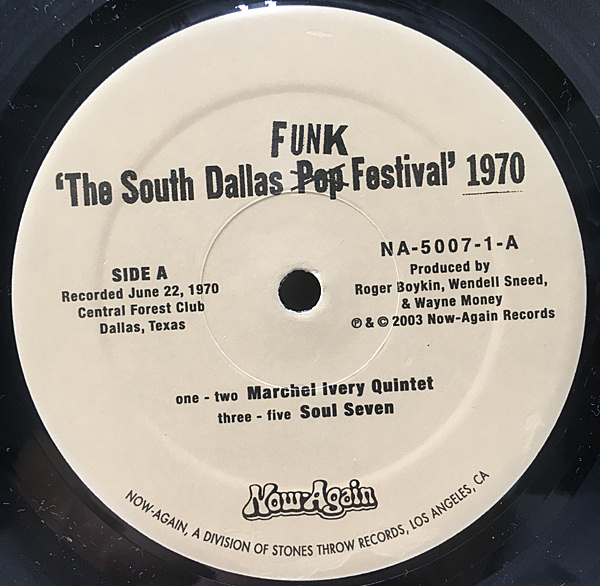 FUNK
'The South Dallas Pop Festival' 1970
SIDE A
Recorded June 22, 1970
Central Forest Club
Dallas, Texas
NA-5007-1-A
Produced by
Roger Boykin, Wendell Sneed,
& Wayne Money
℗ & © 2003 Now-Again Records
one - two Marchel Ivery Quintet
three - five Soul Seven
Now-Again
NOW-AGAIN, A DIVISION OF STONES THROW RECORDS, LOS ANGELES, CA